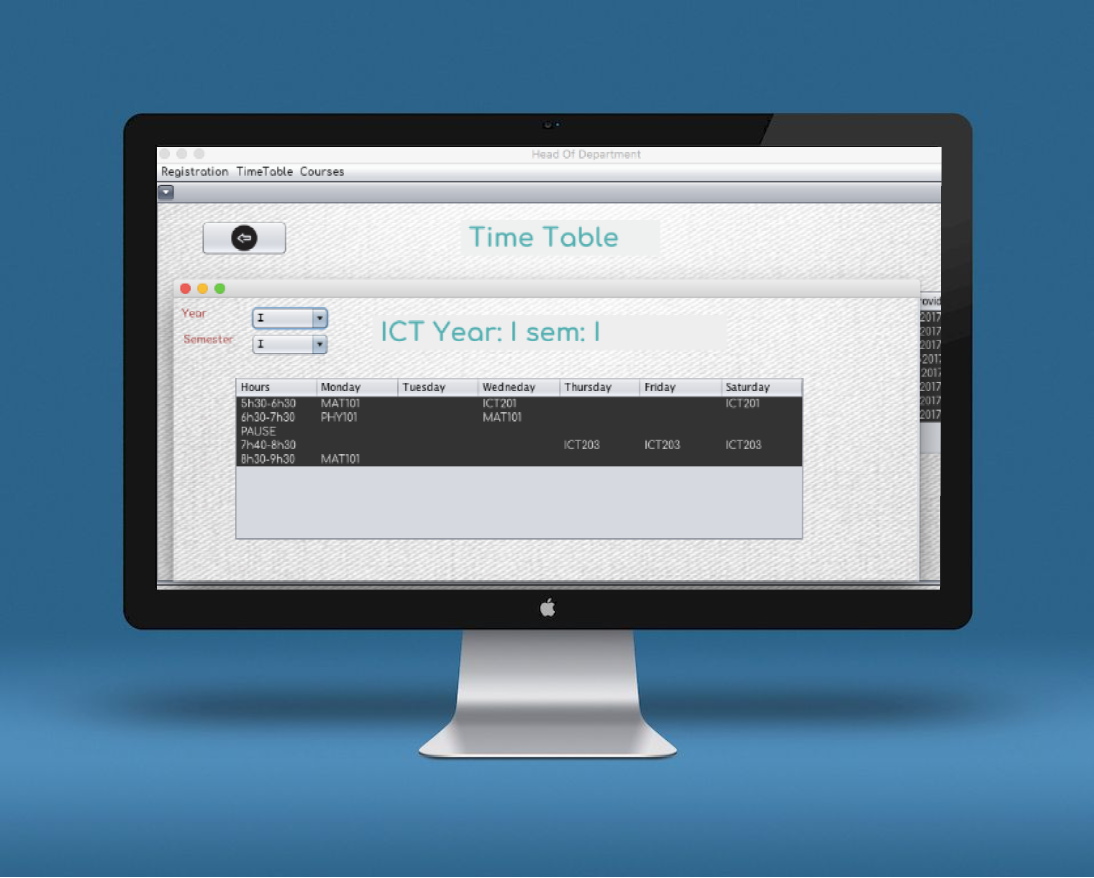 Head Of Department
Registration TimeTable Courses
Time Table
Year I
ICT Year: I sem: I
Semester I
Hours Monday Tuesday Wedneday Thursday Friday Saturday
5h30-6h30 MAT101 ICT201 ICT201
6h30-7h30 PHY101 MAT101
PAUSE
7h40-8h30 ICT203 ICT203 ICT203
8h30-9h30 MAT101
2017
2017
2017
2017
2017
2017
2017
2017